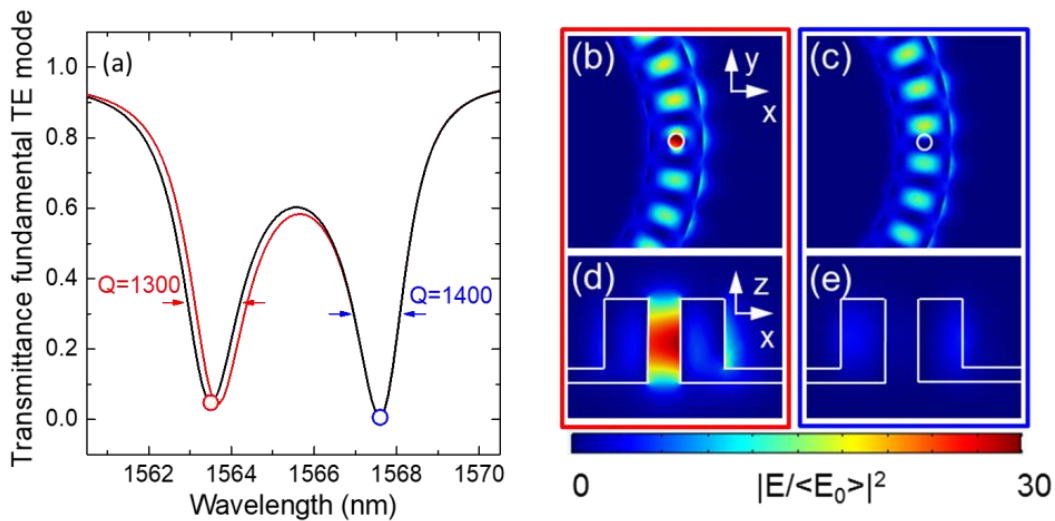 Transmittance fundamental TE mode
1.0
0.8
0.6
0.4
0.2
0.0
(a)
Q=1300
Q=1400
1562
1564
1566
1568
1570
Wavelength (nm)
(b)
y
x
(c)
(d)
z
x
(e)
0
30
|E/<E₀>|²